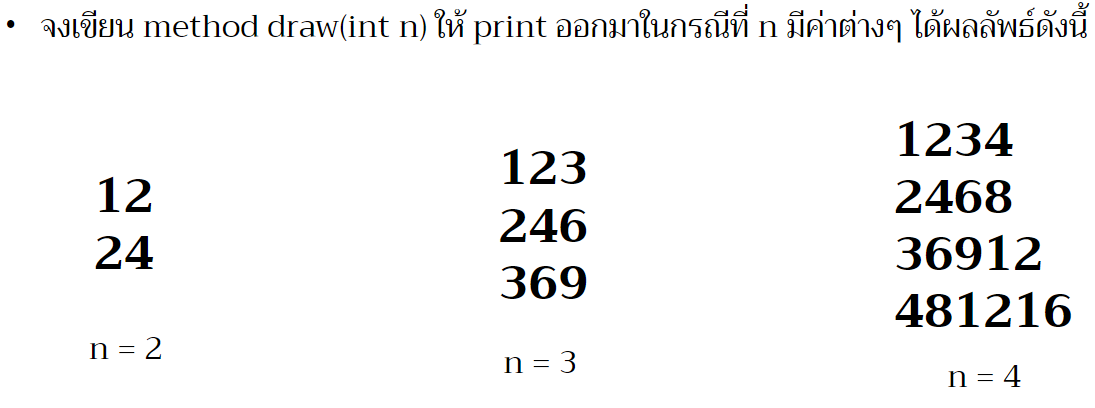 • จงเขียน method draw(int n) ให้ print ออกมาในกรณีที่ n มีค่าต่างๆ ได้ผลลัพธ์ดังนี้
12
24
n = 2
123
246
369
n = 3
1234
2468
36912
481216
n = 4